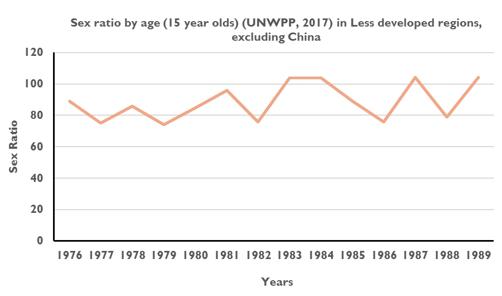 Sex ratio by age (15 year olds) (UNWPP, 2017) in Less developed regions,
excluding China
120
100
80
60
40
20
0
Sex Ratio
1976 1977 1978 1979 1980 1981 1982 1983 1984 1985 1986 1987 1988 1989
Years